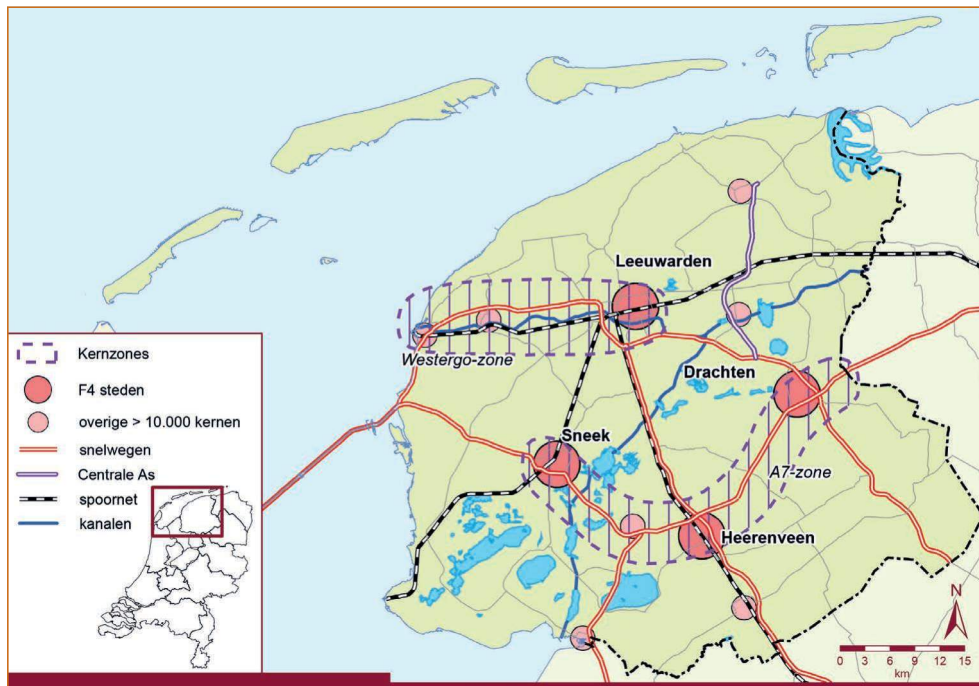 Leeuwarden
Westergo-zone
Drachten
Sneek
A7-zone
Heerenveen
Kernzones
F4 steden
overige > 10.000 kernen
snelwegen
Centrale As
spoornet
kanalen
N
0 3 6 9 12 15
km